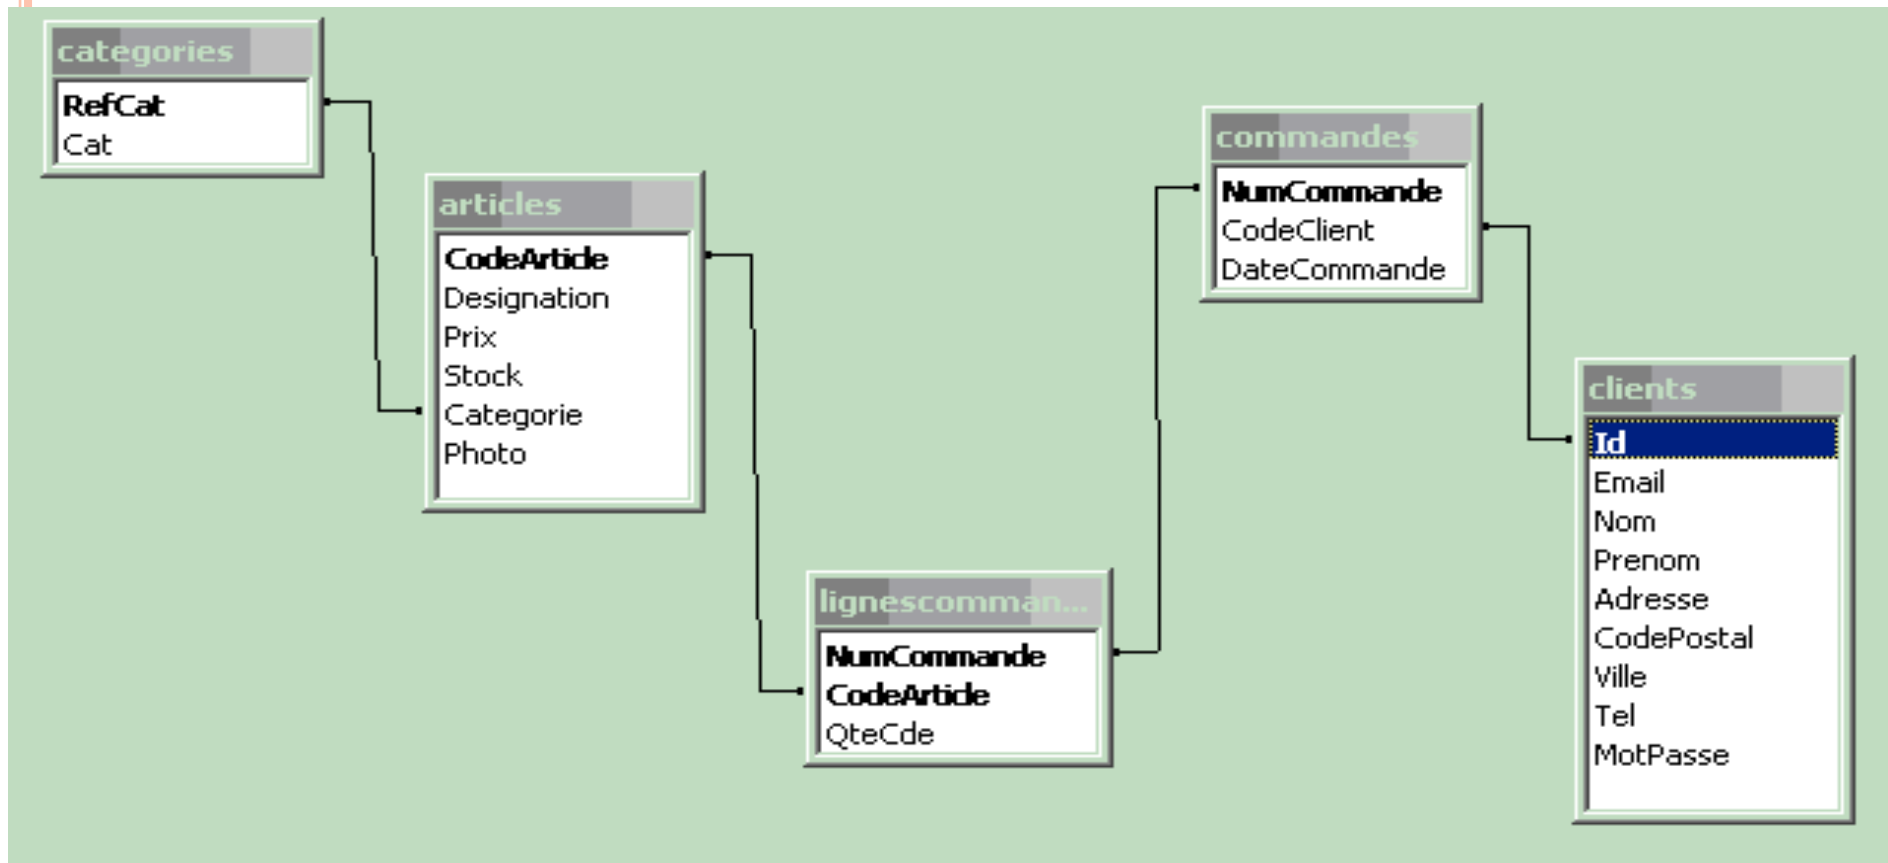 categories
RefCat
Cat
articles
CodeArticle
Designation
Prix
Stock
Categorie
Photo
lignescomman...
NumCommande
CodeArticle
QteCde
commandes
NumCommande
CodeClient
DateCommande
clients
Id
Email
Nom
Prenom
Adresse
CodePostal
Ville
Tel
MotPasse